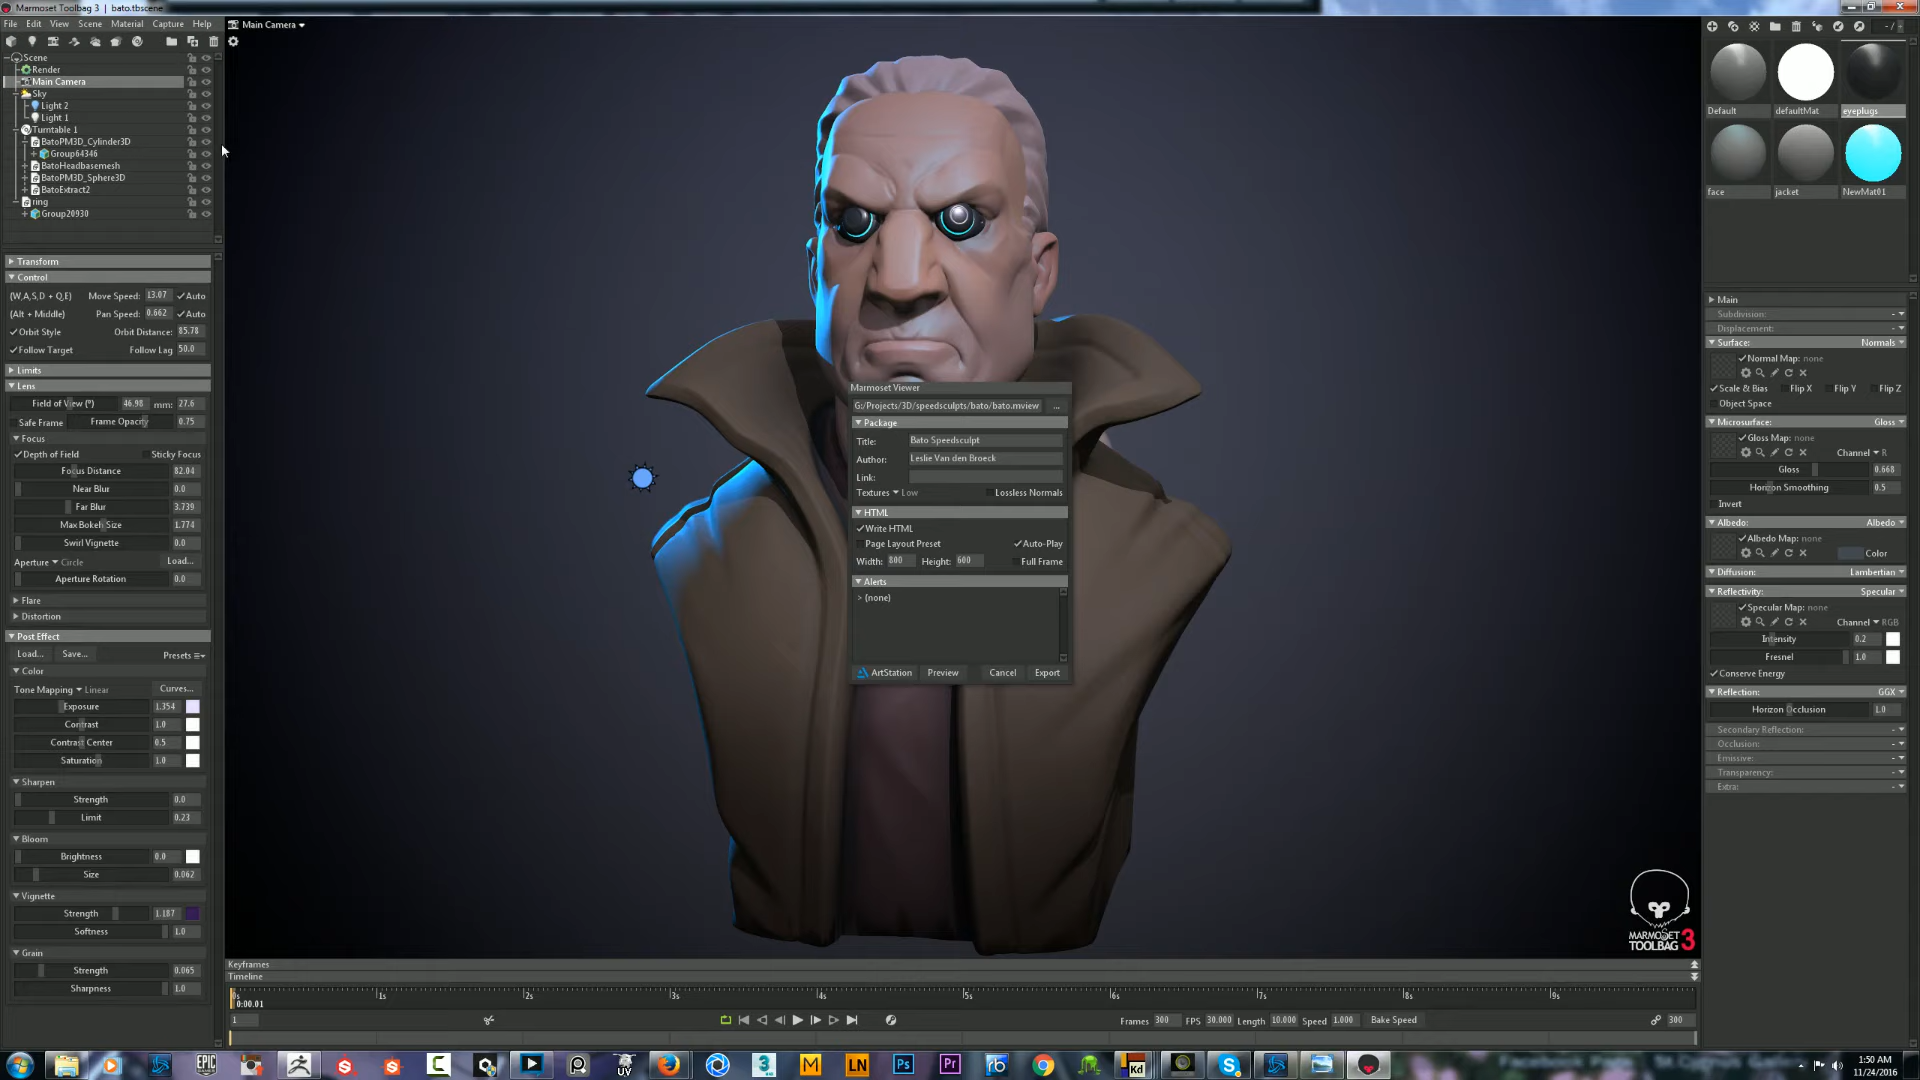 Marmoset Toolbag 3 | bato.tbscene
File Edit View Scene Material Capture Help
Main Camera
Scene
Render
Main Camera
Sky
Light 2
Light 1
Turntable 1
BatoPM3D_Cylinder3D
Group64346
BatoHeadbasemesh
BatoPM3D_Sphere3D
BatoExtract2
ring
Group20930
Transform
Control
(W,A,S,D + Q,E) Move Speed: 13.07 Auto
(Alt + Middle) Pan Speed: 0.662 Auto
Orbit Style Orbit Distance: 85.78
Follow Target Follow Lag 50.0
Limits
Lens
Field of View (°) 46.98 mm: 27.6
Safe Frame Frame Opacity 0.75
Focus
Depth of Field Sticky Focus
Focus Distance 82.04
Near Blur 0.0
Far Blur 3.739
Max Bokeh Size 1.774
Swirl Vignette 0.0
Aperture Circle Load...
Aperture Rotation 0.0
Flare
Distortion
Post Effect
Load... Save... Presets
Color
Tone Mapping Linear Curves...
Exposure 1.354
Contrast 1.0
Contrast Center 0.5
Saturation 1.0
Sharpen
Strength 0.0
Limit 0.23
Bloom
Brightness 0.0
Size 0.062
Vignette
Strength 1.187
Softness 1.0
Grain
Strength 0.065
Sharpness 1.0
Marmoset Viewer
G:/Projects/3D/speedsculpts/bato/bato.mview ...
Package
Title: Bato Speedsculpt
Author: Leslie Van den Broeck
Link:
Textures Low Lossless Normals
HTML
Write HTML
Page Layout Preset Auto-Play
Width: 800 Height: 600 Full Frame
Alerts
> (none)
ArtStation Preview Cancel Export
MARMOSET
TOOLBAG 3
Keyframes
Timeline
0s 1s 2s 3s 4s 5s 6s 7s 8s 9s
0:00.01
1
Frames 300 FPS 30.000 Length 10.000 Speed 1.000 Bake Speed 300
Default defaultMat eyeplugs
face jacket NewMat01
Main
Subdivision:
Displacement:
Surface: Normals
Normal Map: none
Scale & Bias Flip X Flip Y Flip Z
Object Space
Microsurface: Gloss
Gloss Map: none
Channel R
Gloss 0.668
Horizon Smoothing 0.5
Invert
Albedo: Albedo
Albedo Map: none
Color
Diffusion: Lambertian
Reflectivity: Specular
Specular Map: none
Channel RGB
Intensity 0.2
Fresnel 1.0
Conserve Energy
Reflection: GGX
Horizon Occlusion 1.0
Secondary Reflection:
Occlusion:
Emissive:
Transparency:
Extra:
EPIC
UV
3
M
LN
Ps
Pr
rb
Kd
1:50 AM
11/24/2016